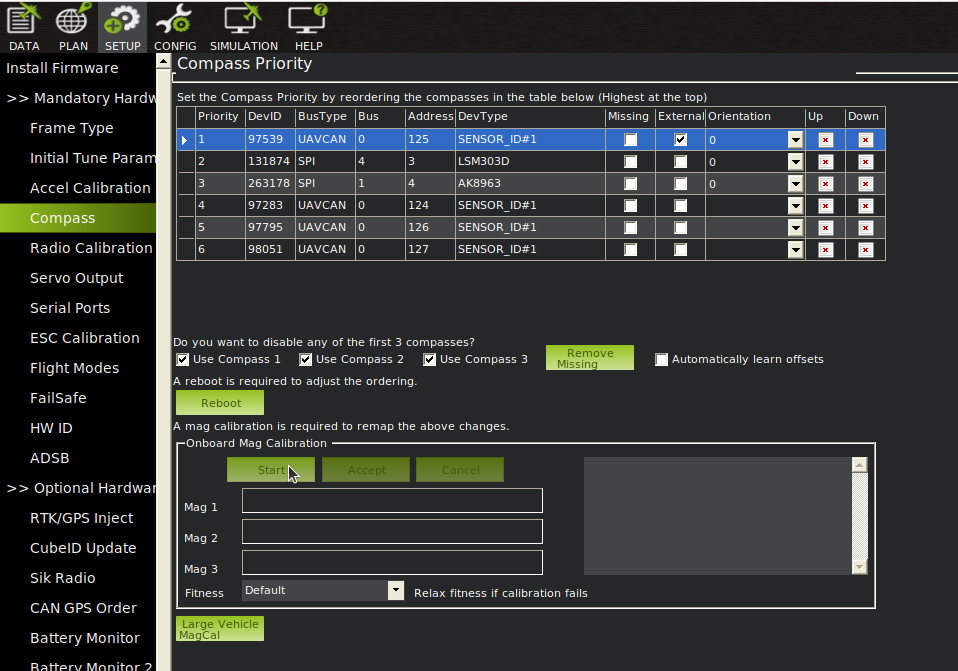 DATA PLAN SETUP CONFIG SIMULATION HELP
Install Firmware
>> Mandatory Hardw
Frame Type
Initial Tune Param
Accel Calibration
Compass
Radio Calibration
Servo Output
Serial Ports
ESC Calibration
Flight Modes
FailSafe
HW ID
ADSB
>> Optional Hardwar
RTK/GPS Inject
CubeID Update
Sik Radio
CAN GPS Order
Battery Monitor
Battery Monitor 2
Compass Priority
Set the Compass Priority by reordering the compasses in the table below (Highest at the top)
Priority DevID BusType Bus Address DevType Missing External Orientation Up Down
1 97539 UAVCAN 0 125 SENSOR_ID#1 0
2 131874 SPI 4 3 LSM303D 0
3 263178 SPI 1 4 AK8963 0
4 97283 UAVCAN 0 124 SENSOR_ID#1
5 97795 UAVCAN 0 126 SENSOR_ID#1
6 98051 UAVCAN 0 127 SENSOR_ID#1
Do you want to disable any of the first 3 compasses?
Use Compass 1 Use Compass 2 Use Compass 3
Remove
Missing
Automatically learn offsets
A reboot is required to adjust the ordering.
Reboot
A mag calibration is required to remap the above changes.
Onboard Mag Calibration
Start Accept Cancel
Mag 1
Mag 2
Mag 3
Fitness Default Relax fitness if calibration fails
Large Vehicle
MagCal